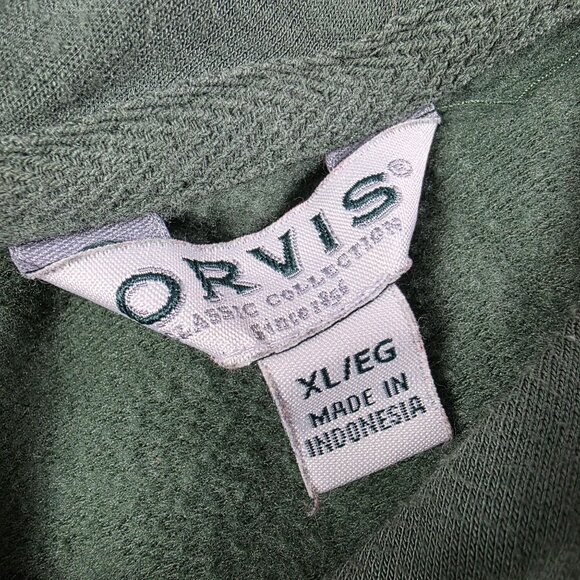 ORVIS®
CLASSIC COLLECTION
Since 1856
XL/EG
MADE IN
INDONESIA